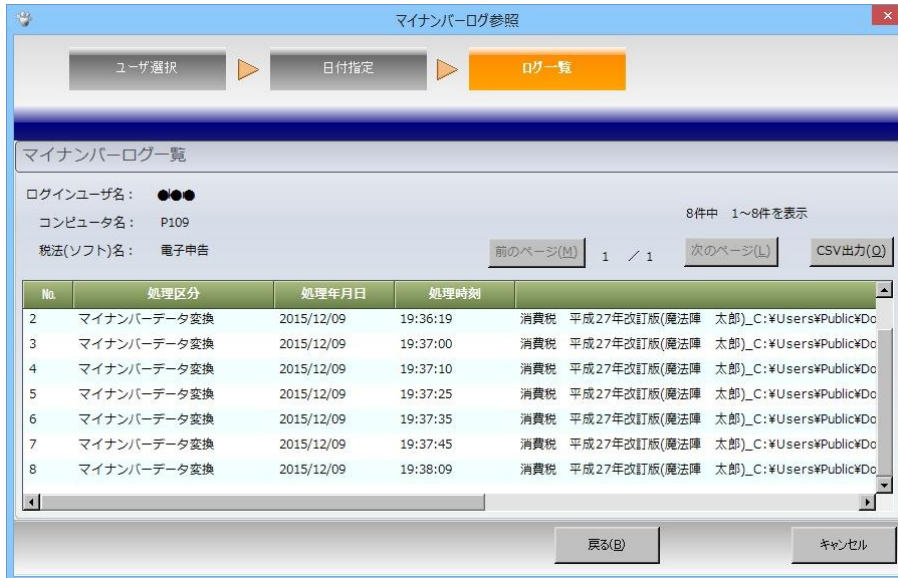 マイナンバーログ参照
ユーザ選択 日付指定 ログ一覧
マイナンバーログ一覧
ログインユーザ名： ●●●
コンピュータ名： P109
8件中 1～8件を表示
税法(ソフト)名： 電子申告
前のページ(M) 1 ／ 1 次のページ(L) CSV出力(O)
No. 処理区分 処理年月日 処理時刻
2 マイナンバーデータ変換 2015/12/09 19:36:19 消費税 平成27年改訂版(魔法陣 太郎)_C:¥Users¥Public¥Do
3 マイナンバーデータ変換 2015/12/09 19:37:00 消費税 平成27年改訂版(魔法陣 太郎)_C:¥Users¥Public¥Do
4 マイナンバーデータ変換 2015/12/09 19:37:10 消費税 平成27年改訂版(魔法陣 太郎)_C:¥Users¥Public¥Do
5 マイナンバーデータ変換 2015/12/09 19:37:25 消費税 平成27年改訂版(魔法陣 太郎)_C:¥Users¥Public¥Do
6 マイナンバーデータ変換 2015/12/09 19:37:35 消費税 平成27年改訂版(魔法陣 太郎)_C:¥Users¥Public¥Do
7 マイナンバーデータ変換 2015/12/09 19:37:45 消費税 平成27年改訂版(魔法陣 太郎)_C:¥Users¥Public¥Do
8 マイナンバーデータ変換 2015/12/09 19:38:09 消費税 平成27年改訂版(魔法陣 太郎)_C:¥Users¥Public¥Do
戻る(B) キャンセル